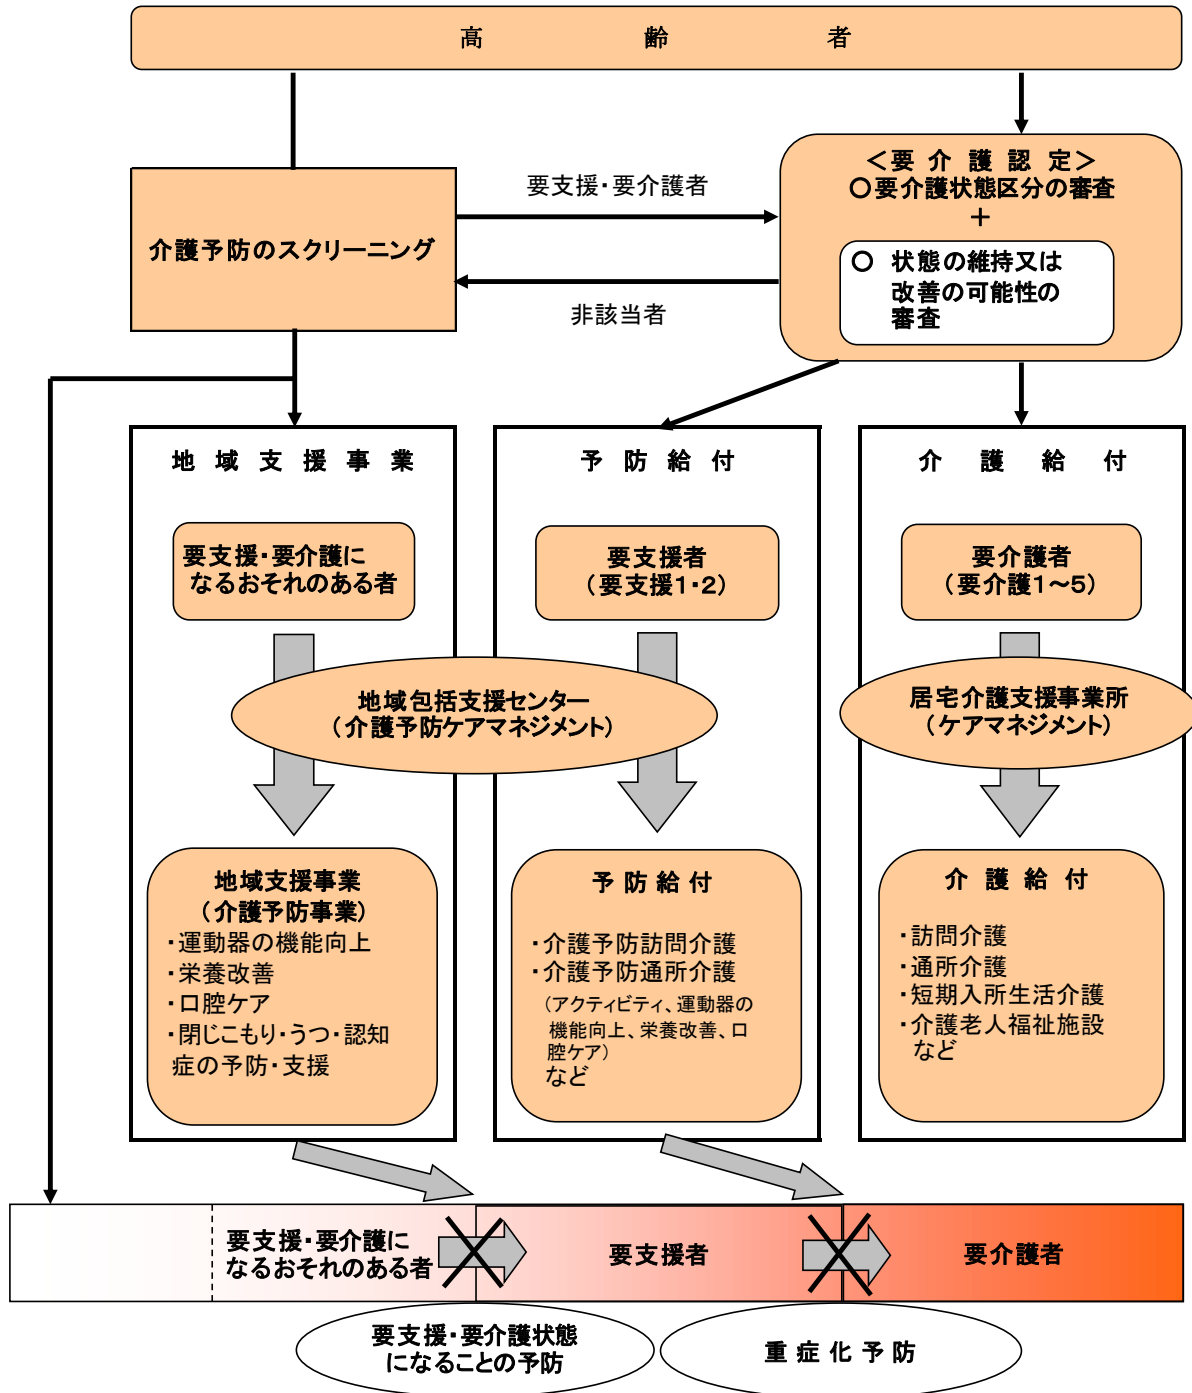 高齢者
＜要介護認定＞
○要介護状態区分の審査
＋
○ 状態の維持又は
改善の可能性の
審査
要支援・要介護者
介護予防のスクリーニング
非該当者
地域支援事業
要支援・要介護に
なるおそれのある者
予防給付
要支援者
（要支援１・２）
介護給付
要介護者
（要介護１～５）
地域包括支援センター
（介護予防ケアマネジメント）
居宅介護支援事業所
（ケアマネジメント）
地域支援事業
（介護予防事業）
・運動器の機能向上
・栄養改善
・口腔ケア
・閉じこもり・うつ・認知
症の予防・支援
予防給付
・介護予防訪問介護
・介護予防通所介護
（アクティビティ、運動器の
機能向上、栄養改善、口
腔ケア）
など
介護給付
・訪問介護
・通所介護
・短期入所生活介護
・介護老人福祉施設
など
要支援・要介護に
なるおそれのある者
要支援者
要介護者
要支援・要介護状態
になることの予防
重症化予防